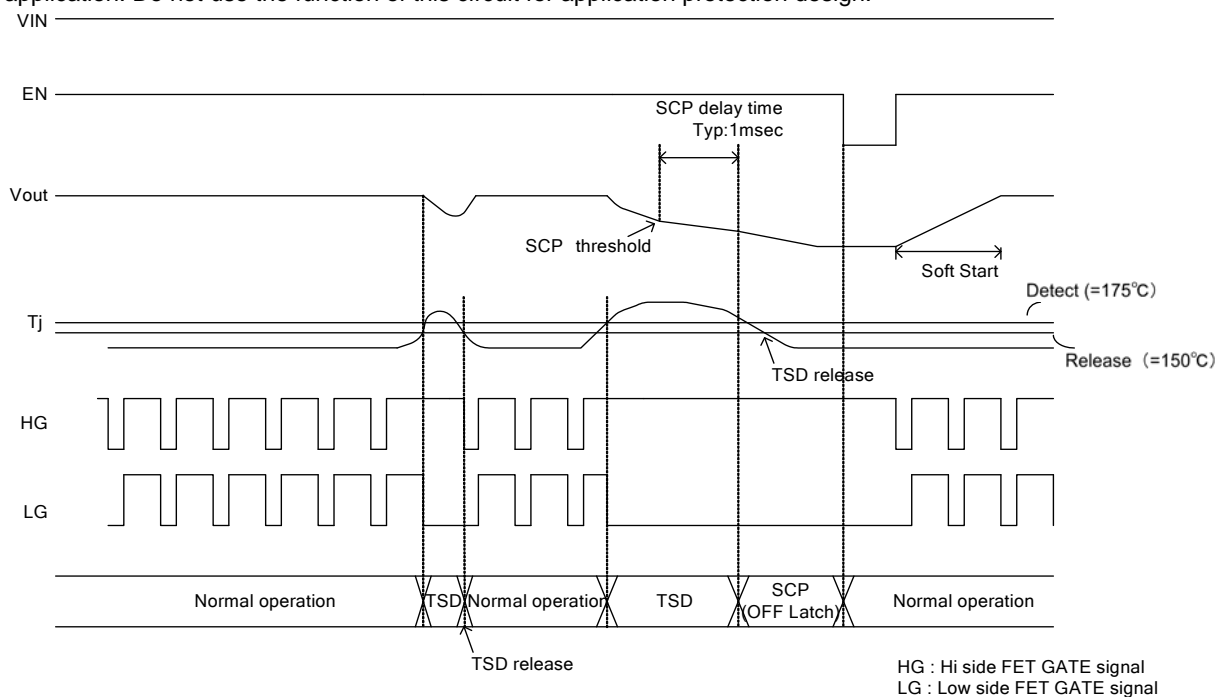 application. Do not use the function of this circuit for application protection design.
VIN
EN
SCP delay time
Typ:1msec
Vout
SCP threshold
Soft Start
Detect (=175℃)
Tj
Release （=150℃）
TSD release
HG
LG
Normal operation
TSD
Normal operation
TSD
SCP
(OFF Latch)
Normal operation
TSD release
HG : Hi side FET GATE signal
LG : Low side FET GATE signal